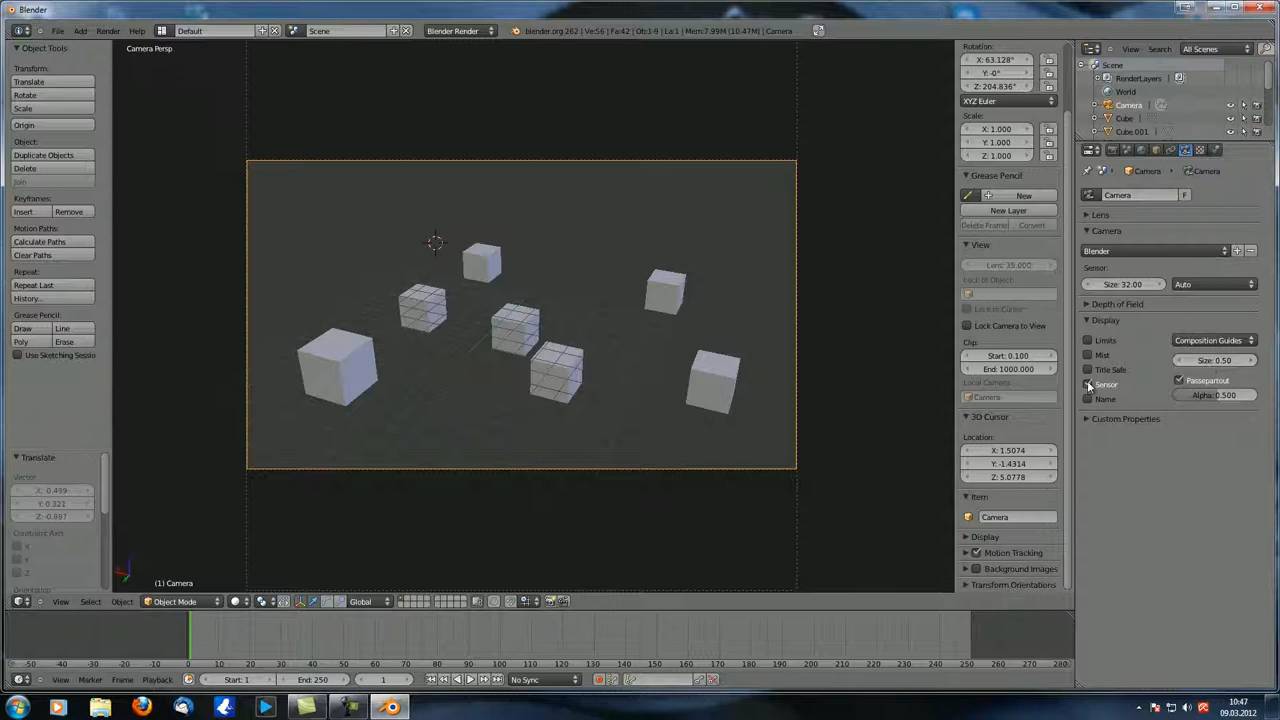 Blender
File Add Render Help
Default
Scene
Blender Render
blender.org 262 | Ve:56 | Fa:42 | Ob:1-9 | La:1 | Mem:7.99M (10.47M) | Camera
Object Tools
Transform:
Translate
Rotate
Scale
Origin
Object:
Duplicate Objects
Delete
Join
Keyframes:
Insert Remove
Motion Paths:
Calculate Paths
Clear Paths
Repeat:
Repeat Last
History...
Grease Pencil:
Draw Line
Poly Erase
Use Sketching Sessio
Translate
Vector
X: 0.499
Y: 0.321
Constraint Axis
X
Y
Z
Camera Persp
(1) Camera
Rotation:
X: 63.128°
Y: -0°
Z: 204.836°
XYZ Euler
Scale:
X: 1.000
Y: 1.000
Z: 1.000
Grease Pencil
New
New Layer
Delete Frame Convert
View
Lens: 35.000
Lock to Object:
Lock to Cursor
Lock Camera to View
Clip:
Start: 0.100
End: 1000.000
Local Camera:
Camera
3D Cursor
Location:
X: 1.5074
Y: -1.4314
Z: 5.0778
Item
Camera
Display
Motion Tracking
Background Images
Transform Orientations
View Search All Scenes
Scene
RenderLayers
World
Camera
Cube
Cube.001
Camera Camera
Camera F
Lens
Camera
Blender
Sensor:
Size: 32.00 Auto
Depth of Field
Display
Limits Composition Guides
Mist Size: 0.50
Title Safe
Sensor Passepartout
Name Alpha: 0.500
Custom Properties
View Select Object Object Mode Global
-50 -40 -30 -20 -10 0 10 20 30 40 50 60 70 80 90 100 110 120 130 140 150 160 170 180 190 200 210 220 230 240 250 260 270 280
View Marker Frame Playback Start: 1 End: 250 1 No Sync
10:47
09.03.2012